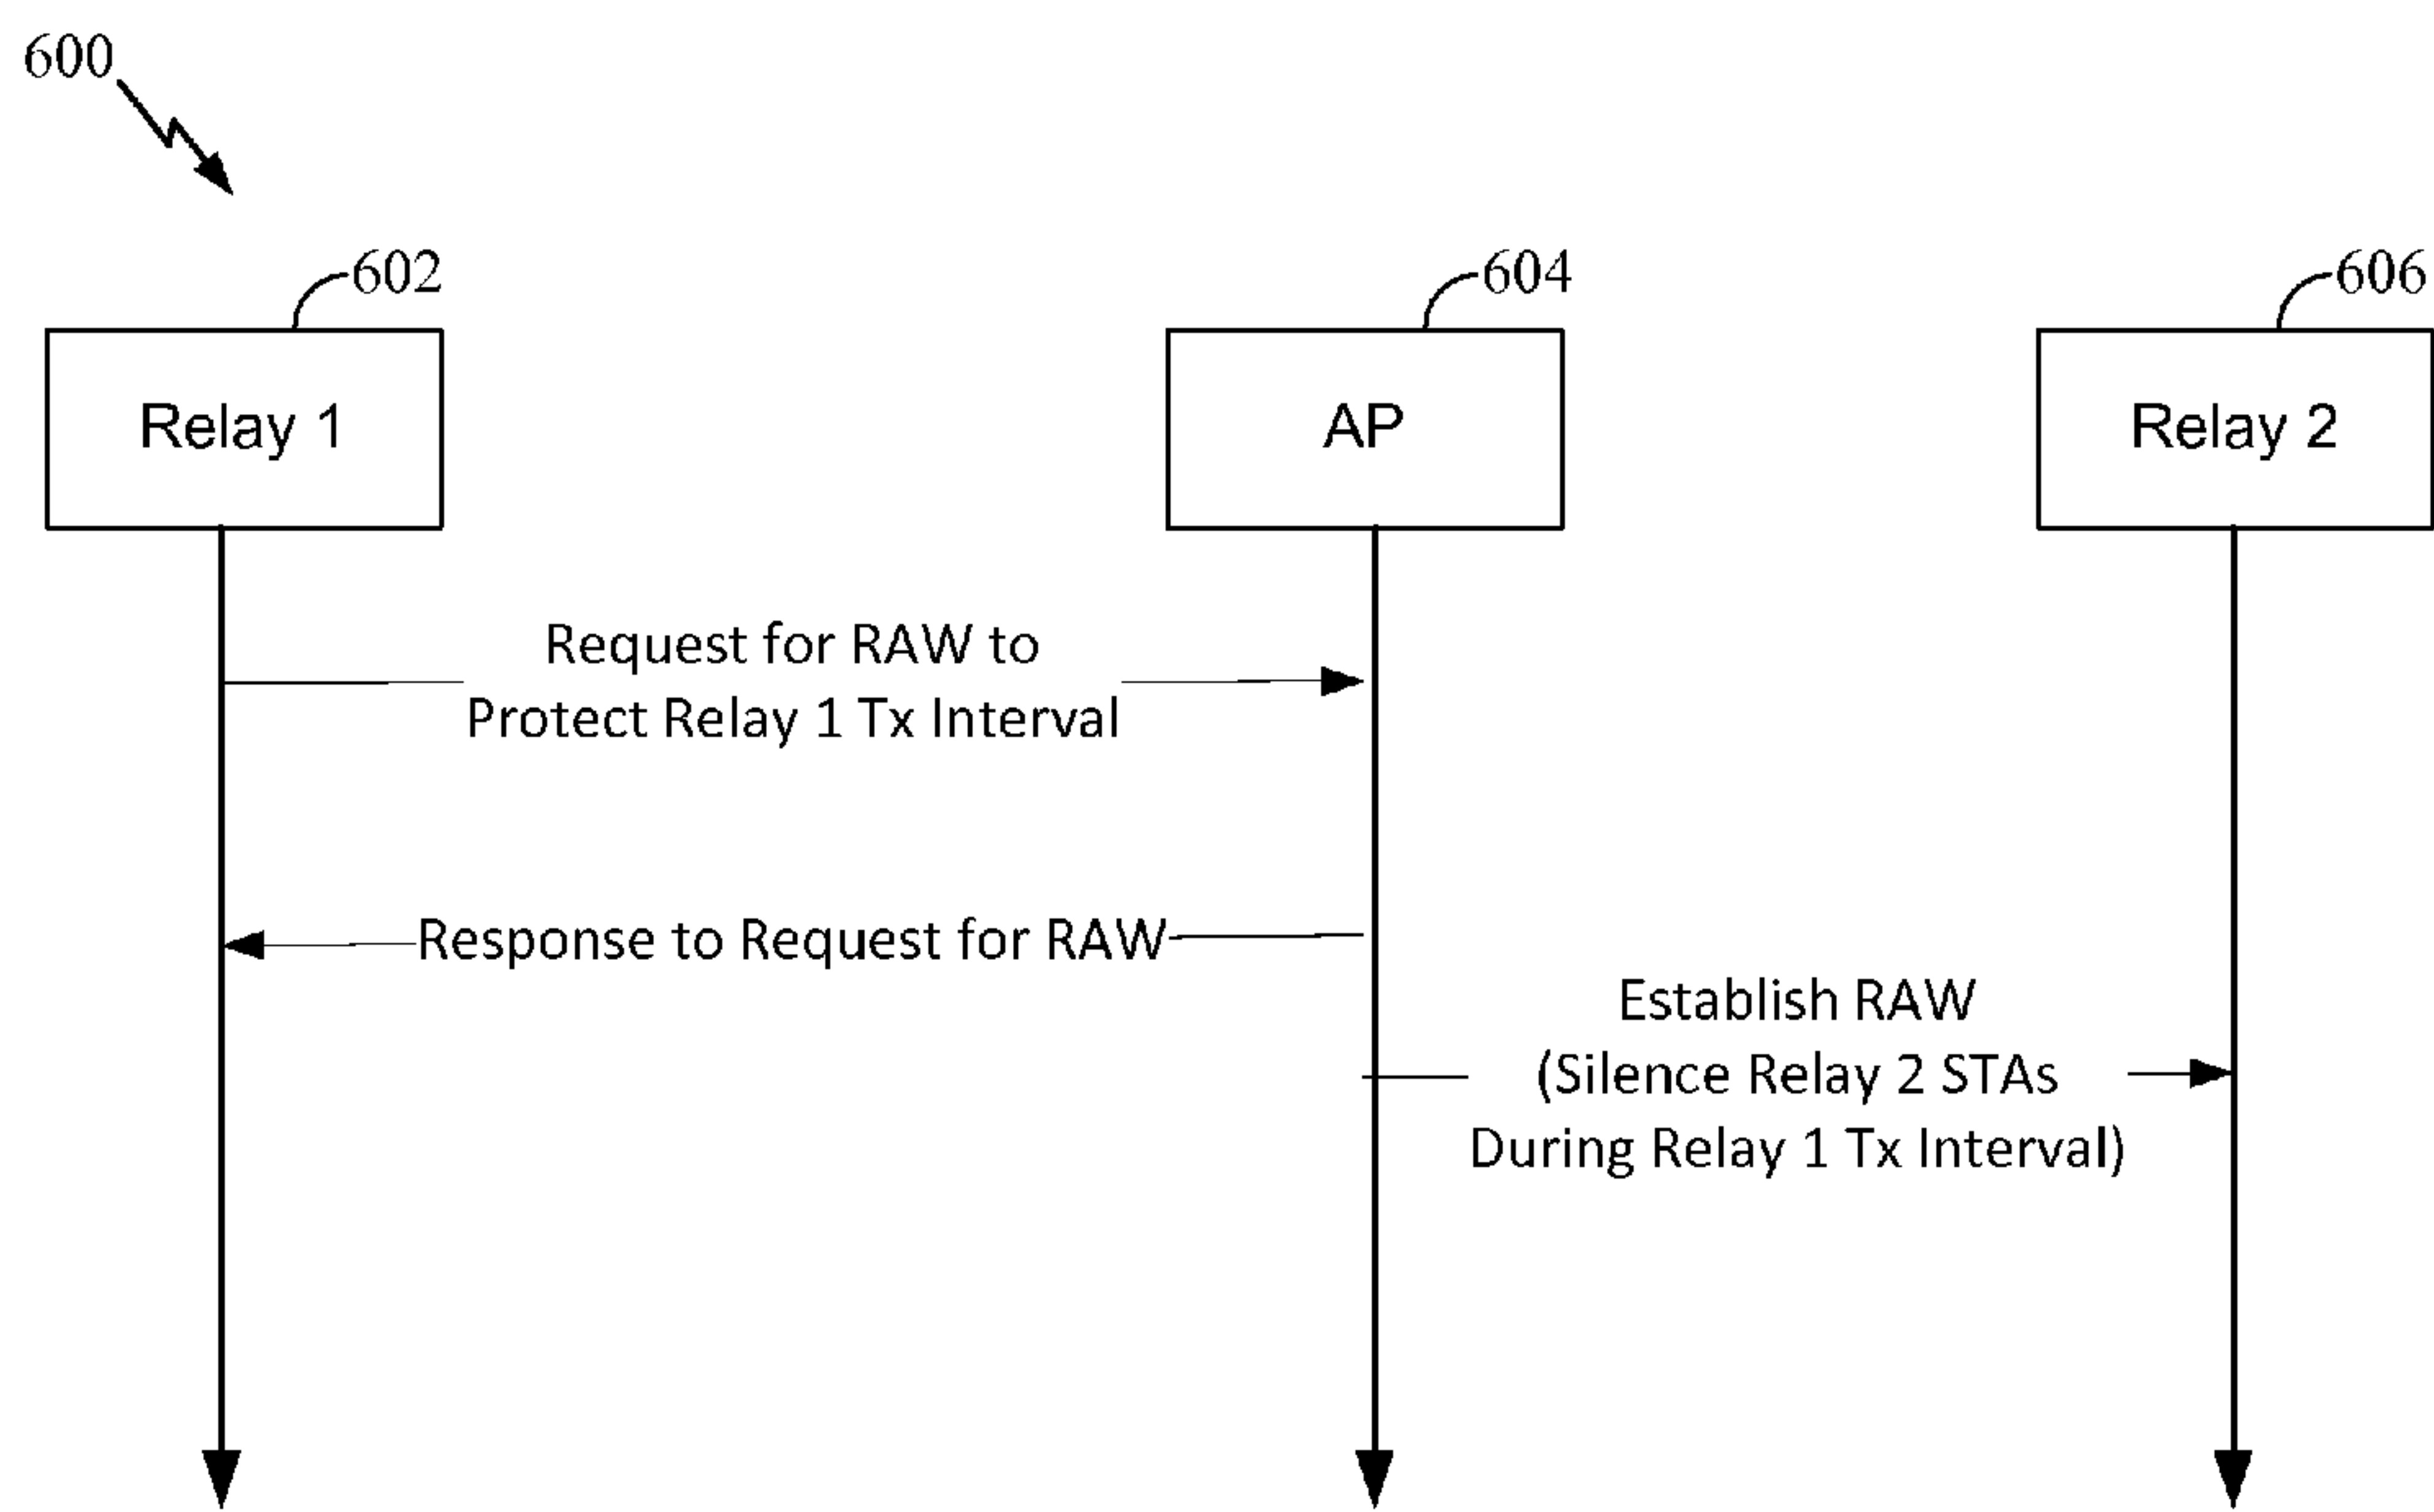 600
602
604
606
Relay 1
AP
Relay 2
Request for RAW to
Protect Relay 1 Tx Interval
Response to Request for RAW
Establish RAW
(Silence Relay 2 STAs
During Relay 1 Tx Interval)